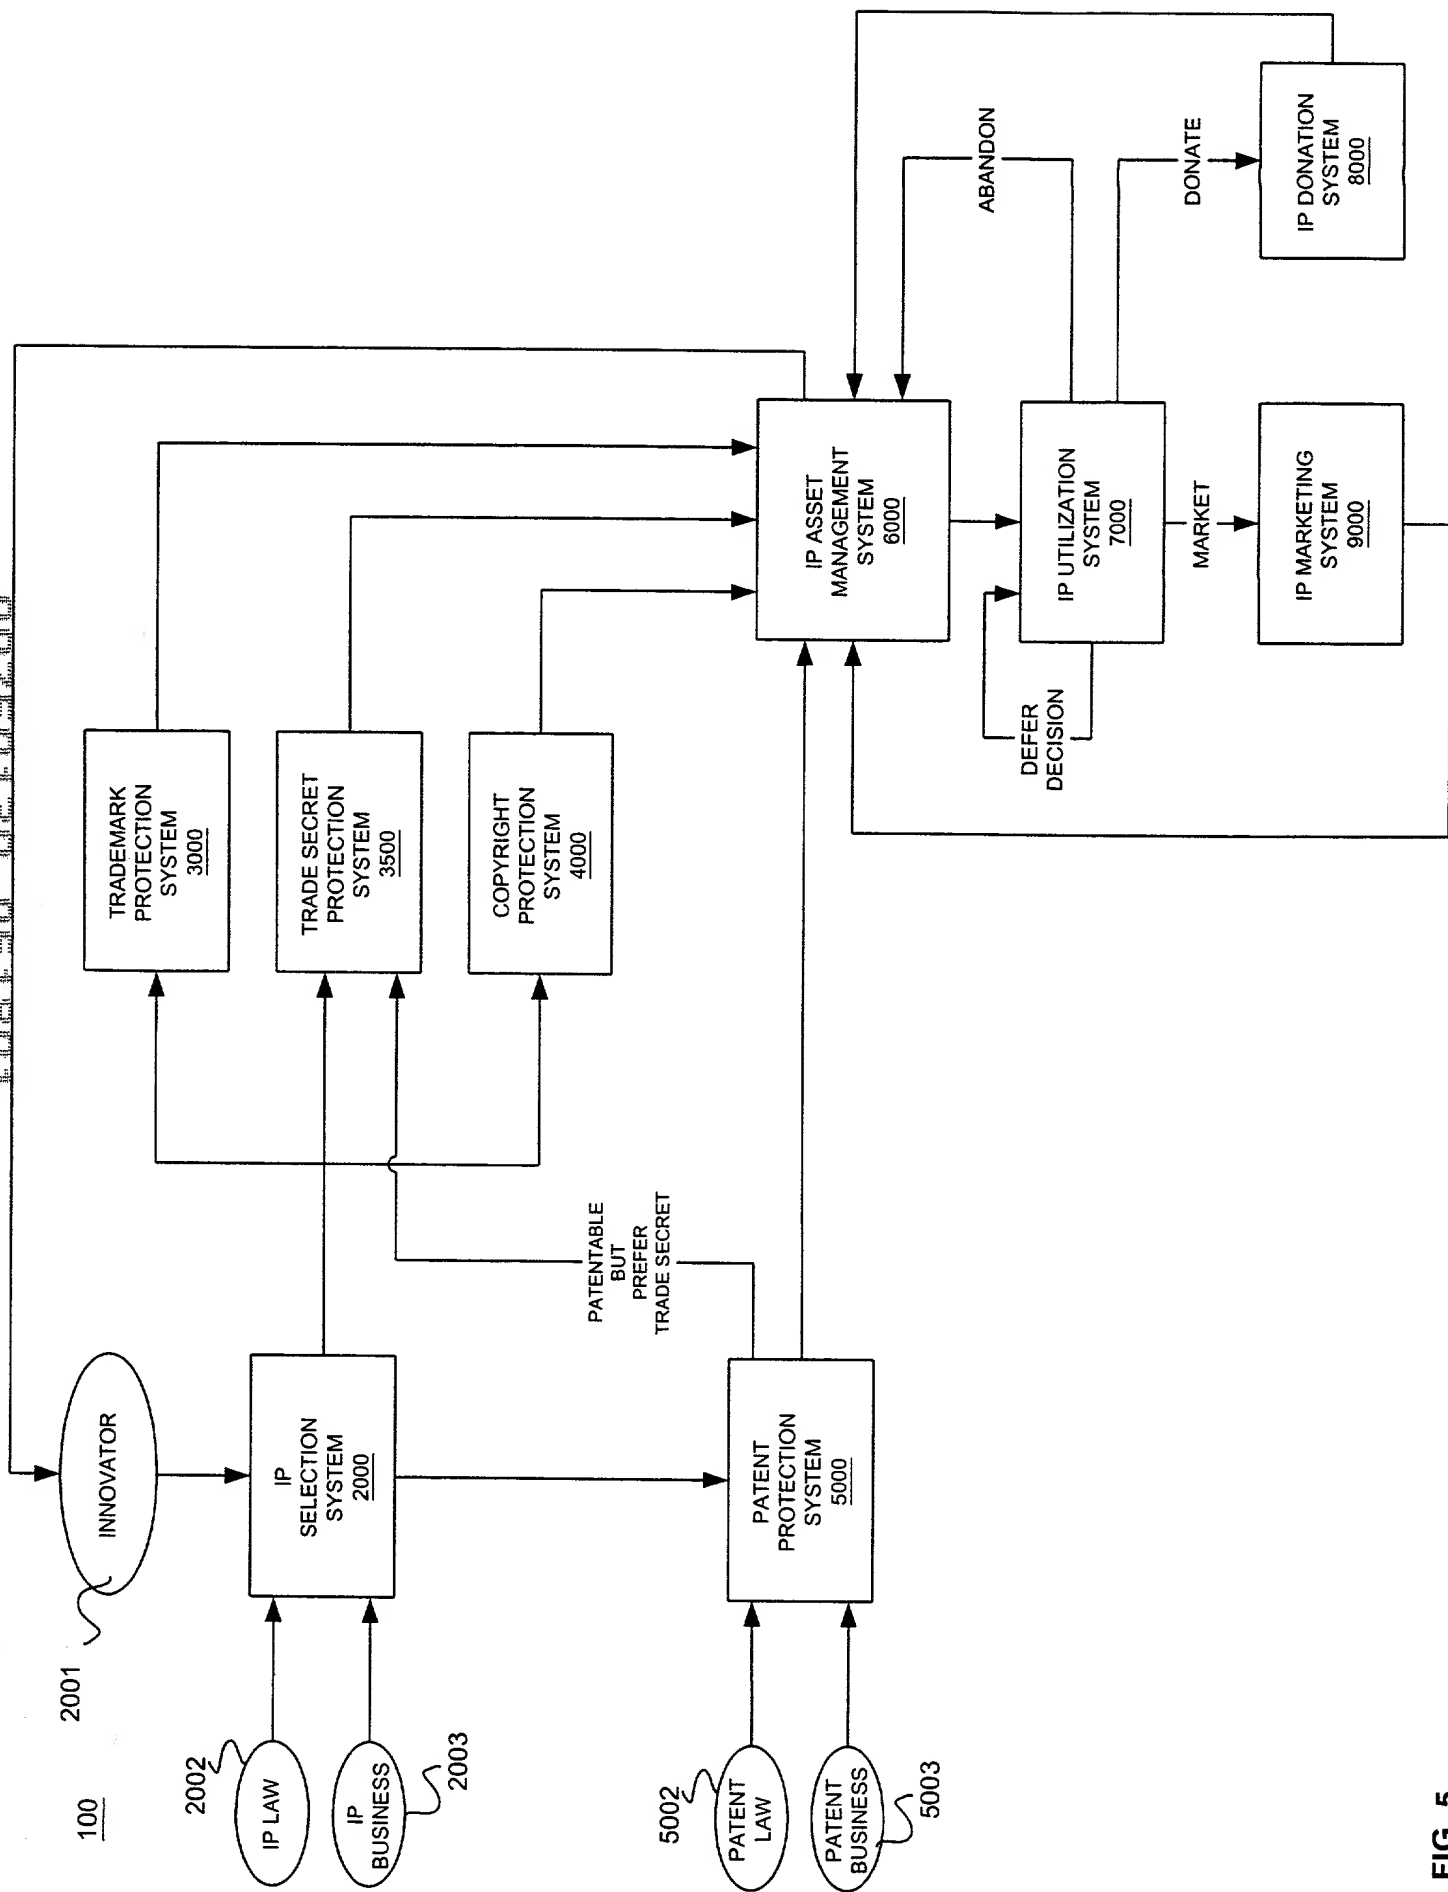 100
2001
INNOVATOR
2002
IP LAW
IP
BUSINESS
2003
IP
SELECTION
SYSTEM
2000
TRADEMARK
PROTECTION
SYSTEM
3000
TRADE SECRET
PROTECTION
SYSTEM
3500
COPYRIGHT
PROTECTION
SYSTEM
4000
PATENTABLE
BUT
PREFER
TRADE SECRET
5002
PATENT
LAW
PATENT
BUSINESS
5003
PATENT
PROTECTION
SYSTEM
5000
IP ASSET
MANAGEMENT
SYSTEM
6000
DEFER
DECISION
IP UTILIZATION
SYSTEM
7000
ABANDON
MARKET
DONATE
IP MARKETING
SYSTEM
9000
IP DONATION
SYSTEM
8000
FIG. 5